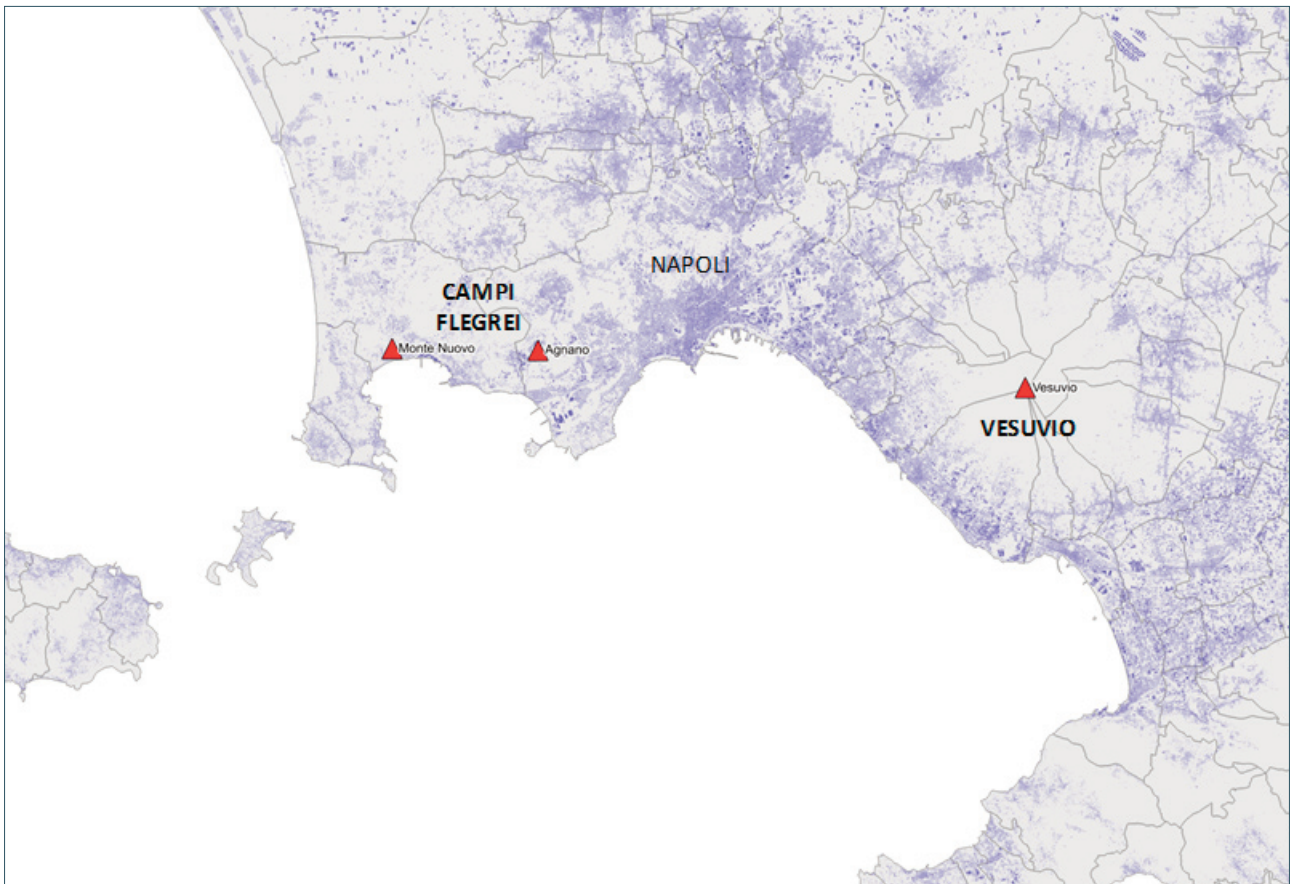 NAPOLI
CAMPI
FLEGREI
Monte Nuovo
Agnano
Vesuvio
VESUVIO